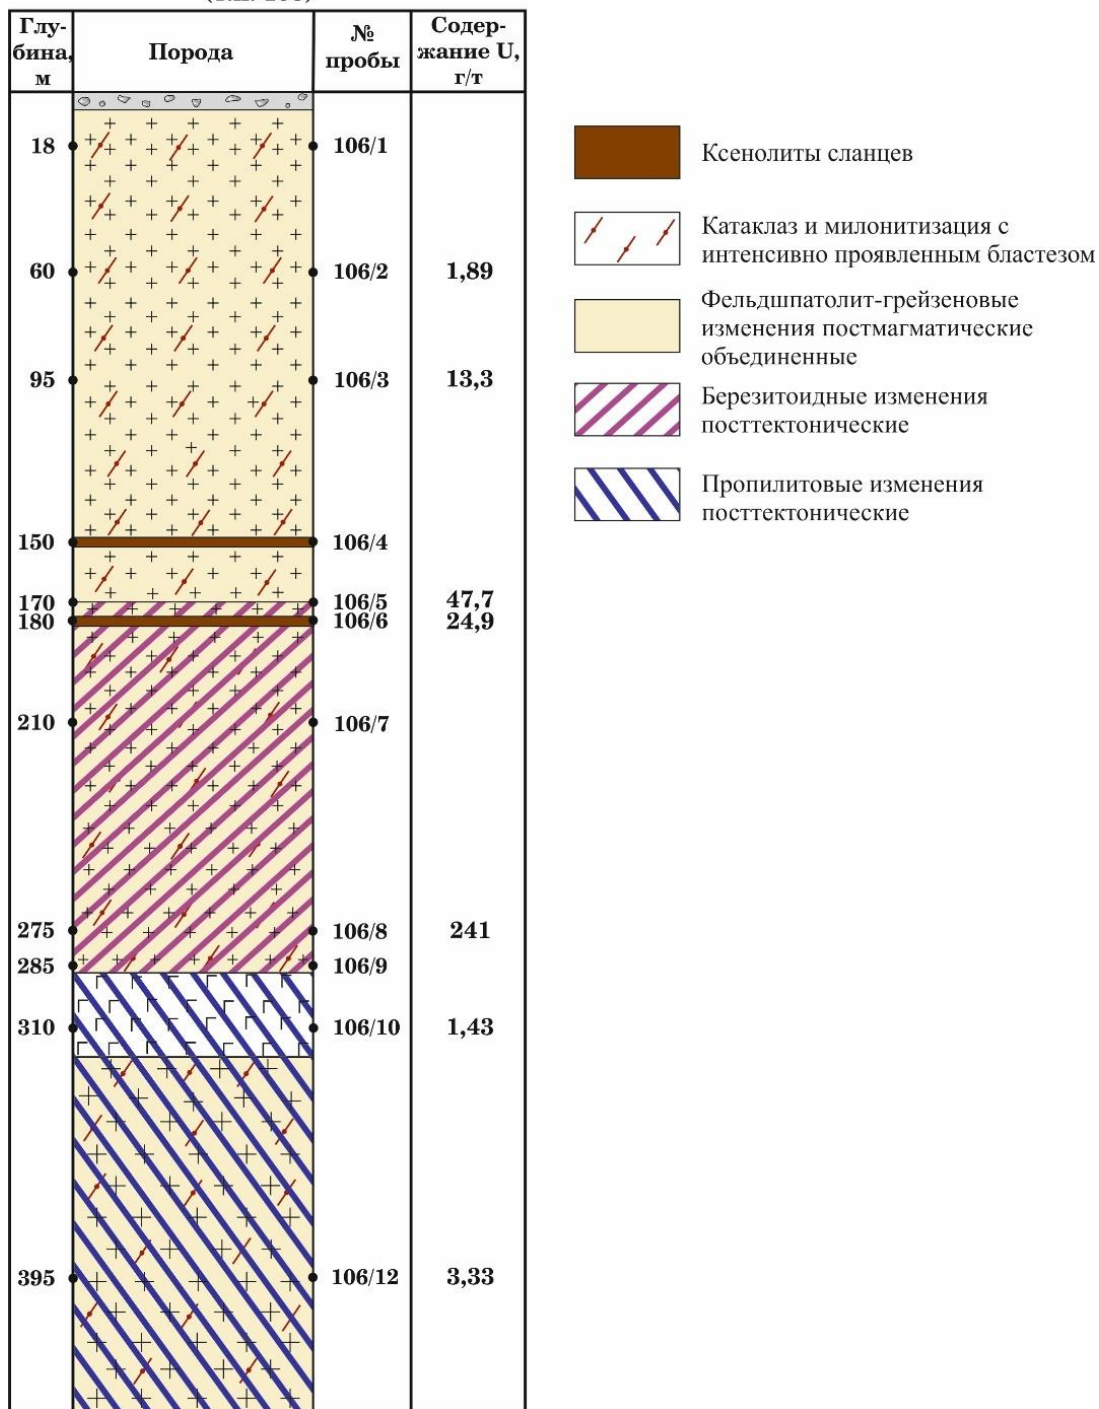 Глу-
бина,
м
Порода
№
пробы
Содер-
жание U,
г/т
18 106/1
60 106/2 1,89
95 106/3 13,3
150 106/4
170 106/5 47,7
180 106/6 24,9
210 106/7
275 106/8 241
285 106/9
310 106/10 1,43
395 106/12 3,33
Ксенолиты сланцев
Катаклаз и милонитизация с
интенсивно проявленным бластезом
Фельдшпатолит-грейзеновые
изменения постмагматические
объединенные
Березитоидные изменения
посттектонические
Пропилитовые изменения
посттектонические